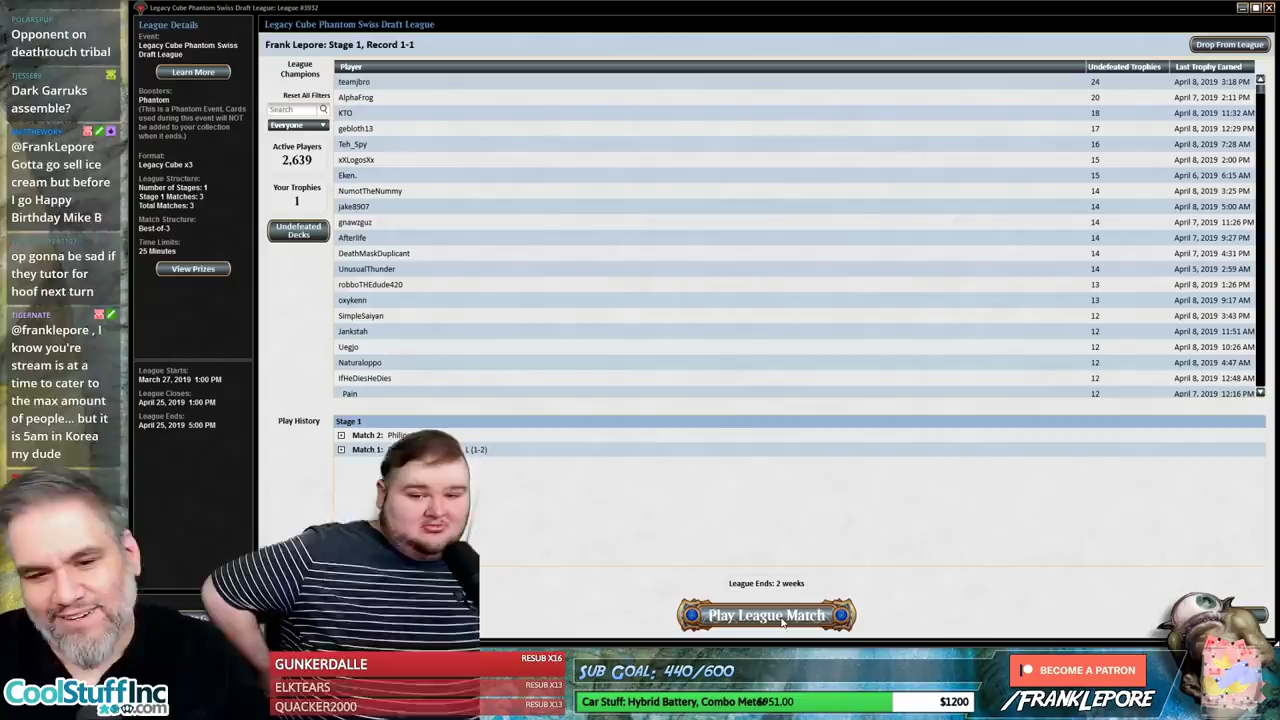 POLARSPUP
Opponent on
deathtouch tribal
TJESSE89
Dark Garruks
assemble?
@FrankLepore
Gotta go sell ice
cream but before
I go Happy
Birthday Mike B
op gonna be sad if
they tutor for
hoof next turn
TIGERNATE
@franklepore , I
know you're
stream is at a
time to cater to
the max amount
of people... but it
is 5am in Korea
my dude
Legacy Cube Phantom Swiss Draft League: League #3932
League Details
Event:
Legacy Cube Phantom Swiss
Draft League
Learn More
Boosters:
Phantom
(This is a Phantom Event. Cards
used during this event will NOT
be added to your collection
when it ends.)
Format:
Legacy Cube x3
League Structure:
Number of Stages: 1
Stage 1 Matches: 3
Total Matches: 3
Match Structure:
Best-of-3
Time Limits:
25 Minutes
View Prizes
League Starts:
March 27, 2019 1:00 PM
League Closes:
April 25, 2019 1:00 PM
League Ends:
April 25, 2019 5:00 PM
Legacy Cube Phantom Swiss Draft League
Frank Lepore: Stage 1, Record 1-1
Drop From League
League
Champions
Reset All Filters
Search
Everyone
Active Players
2,639
Your Trophies
1
Undefeated
Decks
Player Undefeated Trophies Last Trophy Earned
teamjbro 24 April 8, 2019 3:18 PM
AlphaFrog 20 April 7, 2019 2:11 PM
KTO 18 April 8, 2019 11:32 AM
gebloth13 17 April 8, 2019 12:29 PM
Teh_Spy 16 April 8, 2019 7:28 AM
xXLogosXx 15 April 8, 2019 2:00 PM
Eken. 15 April 6, 2019 6:15 AM
NumotTheNummy 14 April 8, 2019 3:25 PM
jake8907 14 April 8, 2019 5:00 AM
gnawzguz 14 April 7, 2019 11:26 PM
Afterlife 14 April 7, 2019 9:27 PM
DeathMaskDuplicant 14 April 7, 2019 4:31 PM
UnusualThunder 14 April 5, 2019 2:59 AM
robboTHEdude420 13 April 8, 2019 1:26 PM
oxykenn 13 April 8, 2019 9:17 AM
SimpleSaiyan 12 April 8, 2019 3:43 PM
Jankstah 12 April 8, 2019 11:51 AM
Uegjo 12 April 8, 2019 10:26 AM
Naturaloppo 12 April 8, 2019 4:47 AM
IfHeDiesHeDies 12 April 8, 2019 12:48 AM
_Pain 12 April 7, 2019 12:16 PM
Play History
Stage 1
Match 2:
Match 1: L (1-2)
League Ends: 2 weeks
Play League Match
GUNKERDALLE RESUB X16
ELKTEARS RESUB X13
QUACKER2000 RESUB X13
SUB GOAL: 440/600
Car Stuff: Hybrid Battery, Combo $951.00 $1200
BECOME A PATRON
/FRANKLEPORE
CoolStuffInc
.com